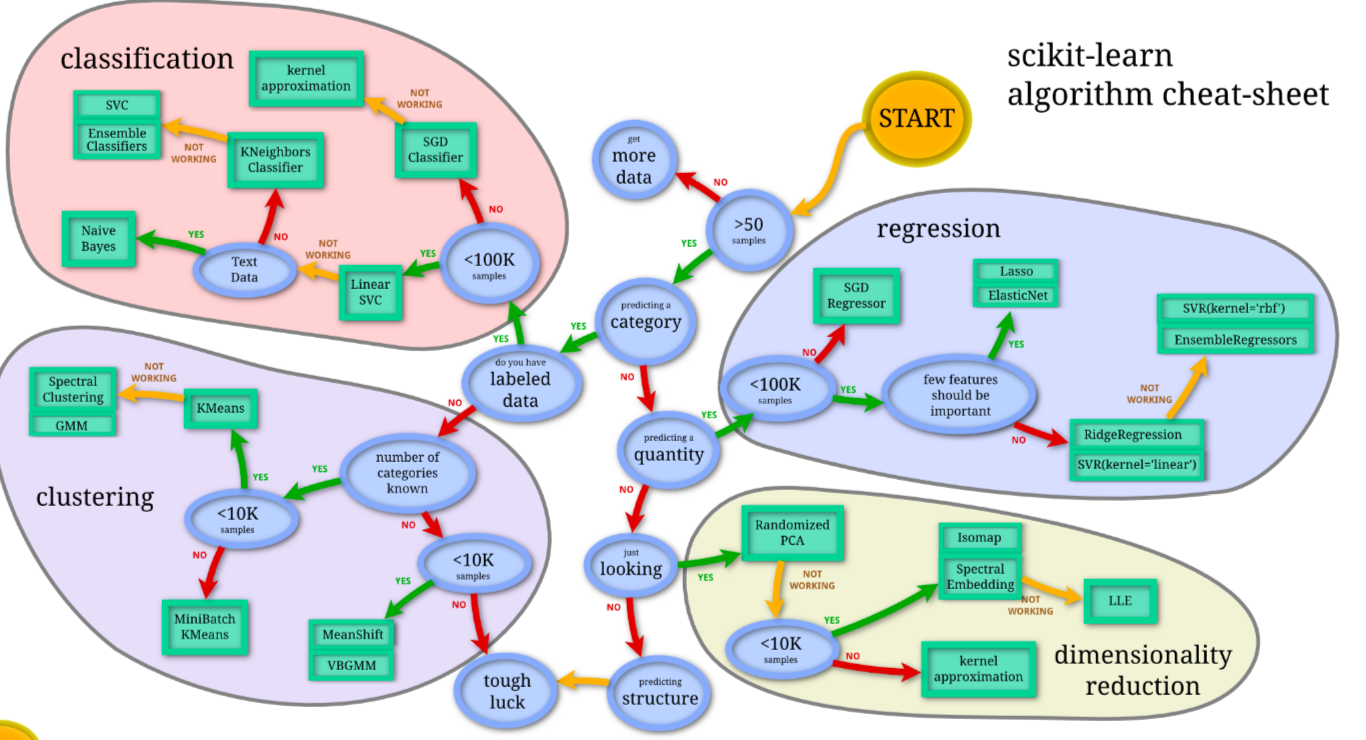 scikit-learn
algorithm cheat-sheet
START
>50
samples
NO
get
more
data
YES
predicting a
category
YES
do you have
labeled
data
YES
NO
NO
predicting a
quantity
YES
NO
just
looking
YES
NO
predicting
structure
tough
luck
classification
<100K
samples
NO
SGD
Classifier
NOT
WORKING
kernel
approximation
YES
Linear
SVC
NOT
WORKING
Text
Data
YES
Naive
Bayes
NO
KNeighbors
Classifier
NOT
WORKING
SVC
Ensemble
Classifiers
clustering
number of
categories
known
YES
<10K
samples
YES
KMeans
NOT
WORKING
Spectral
Clustering
GMM
NO
MiniBatch
KMeans
NO
<10K
samples
YES
MeanShift
VBGMM
NO
regression
<100K
samples
NO
SGD
Regressor
YES
few features
should be
important
YES
Lasso
ElasticNet
NO
RidgeRegression
SVR(kernel='linear')
NOT
WORKING
SVR(kernel='rbf')
EnsembleRegressors
dimensionality
reduction
Randomized
PCA
NOT
WORKING
<10K
samples
YES
Isomap
Spectral
Embedding
NOT
WORKING
LLE
NO
kernel
approximation